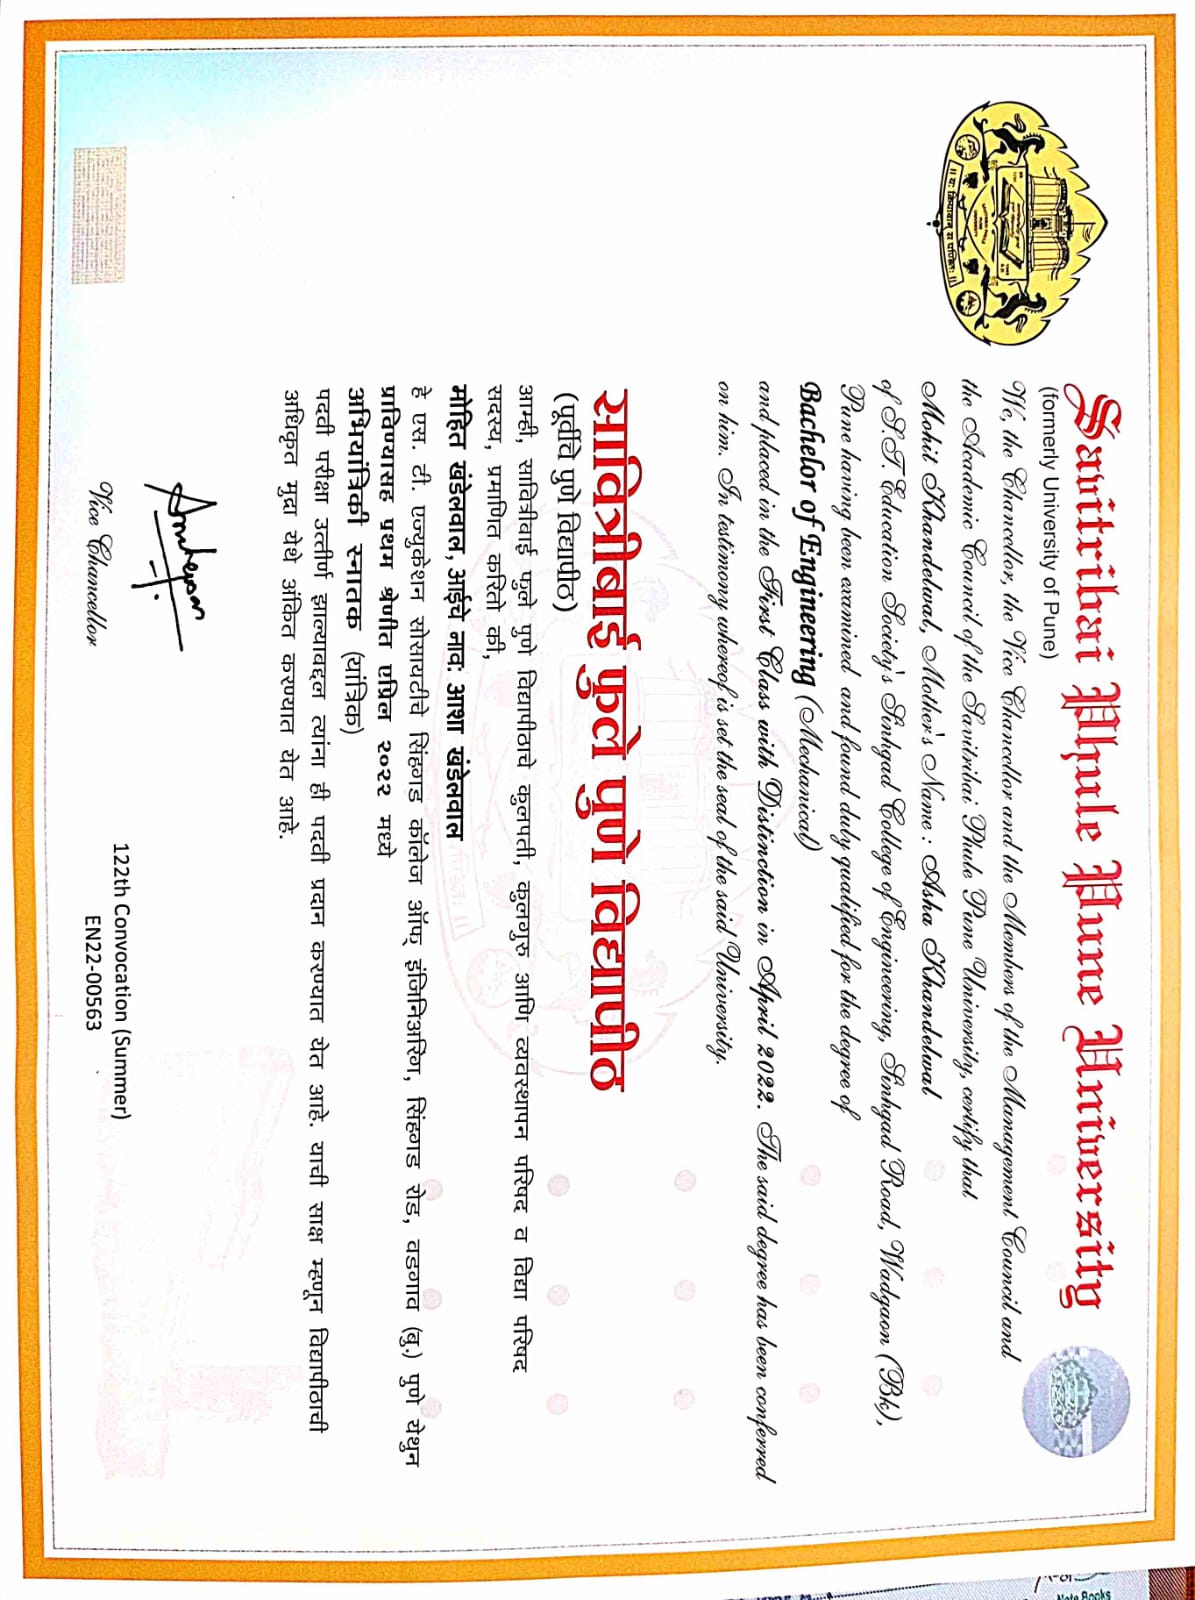 Savitribai Phule Pune University
(formerly University of Pune)
We, the Chancellor, the Vice Chancellor and the Members of the Management Council and
the Academic Council of the Savitribai Phule Pune University, certify that
Mohit Khandelwal, Mother's Name : Asha Khandelwal
of S.T. Education Society's Sinhgad College of Engineering, Sinhgad Road, Wadgaon (Bk),
Pune having been examined and found duly qualified for the degree of
Bachelor of Engineering (Mechanical)
and placed in the First Class with Distinction in April 2022. The said degree has been conferred
on him. In testimony whereof is set the seal of the said University.
सावित्रीबाई फुले पुणे विद्यापीठ
(पूर्वीचे पुणे विद्यापीठ)
आम्ही, सावित्रीबाई फुले पुणे विद्यापीठाचे कुलपती, कुलगुरु आणि व्यवस्थापन परिषद व विद्या परिषद
सदस्य, प्रमाणित करितो की,
मोहित खंडेलवाल, आईचे नाव: आशा खंडेलवाल
हे एस. टी. एज्युकेशन सोसायटीचे सिंहगड कॉलेज ऑफ् इंजिनिअरिंग, सिंहगड रोड, वडगाव (बु.) पुणे येथुन
प्राविण्यासह प्रथम श्रेणीत एप्रिल २०२२ मध्ये
अभियांत्रिकी स्नातक (यांत्रिक)
पदवी परीक्षा उत्तीर्ण झाल्याबद्दल त्यांना ही पदवी प्रदान करण्यात येत आहे. याची साक्ष म्हणून विद्यापीठाची
अधिकृत मुद्रा येथे अंकित करण्यात येत आहे.
Vice Chancellor
122th Convocation (Summer)
EN22-00563
SAVITRIBAI PHULE
PUNE
UNIVERSITY
॥ यः क्रियावान् स पण्डितः ॥